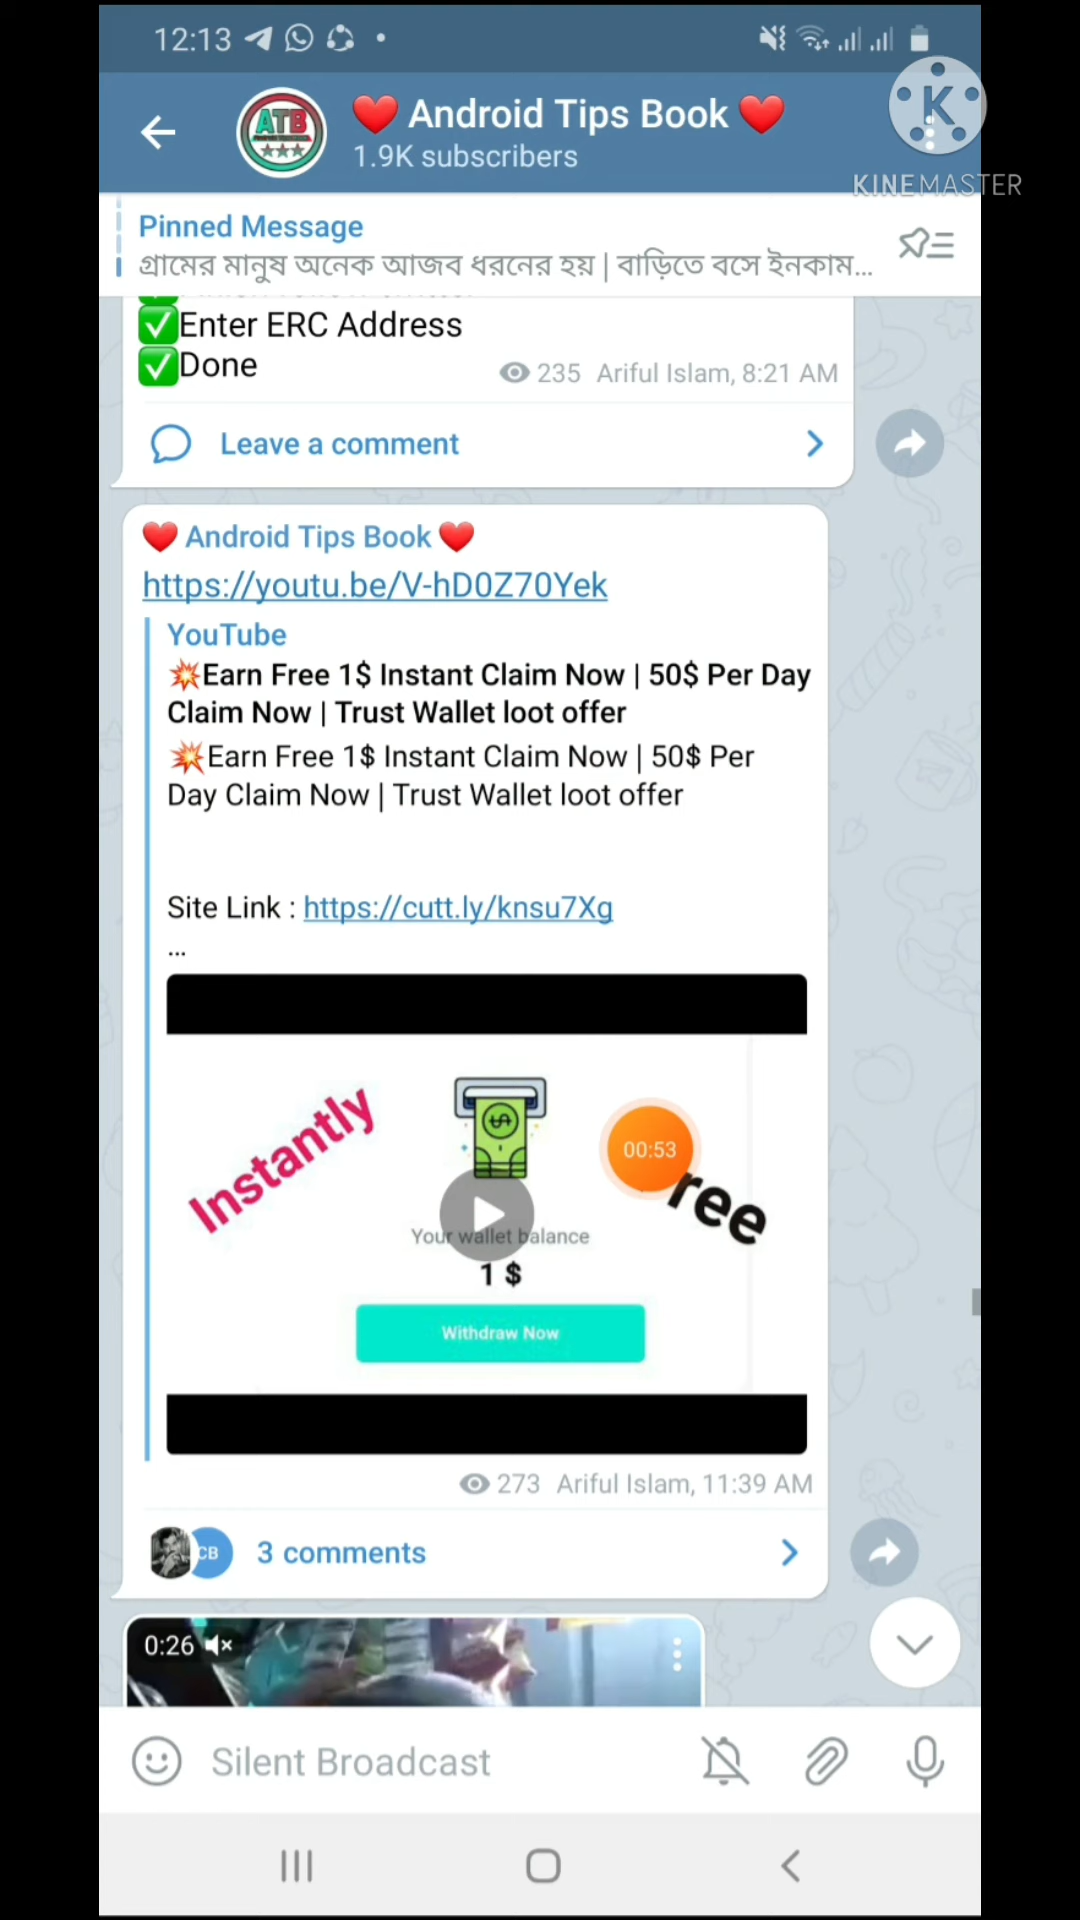 12:13
❤️ Android Tips Book ❤️
1.9K subscribers
ATB
K
KINEMASTER
Pinned Message
গ্রামের মানুষ অনেক আজব ধরনের হয় | বাড়িতে বসে ইনকাম...
✅Enter ERC Address
✅Done
235 Ariful Islam, 8:21 AM
Leave a comment
❤️ Android Tips Book ❤️
https://youtu.be/V-hD0Z70Yek
YouTube
💥Earn Free 1$ Instant Claim Now | 50$ Per Day
Claim Now | Trust Wallet loot offer
💥Earn Free 1$ Instant Claim Now | 50$ Per
Day Claim Now | Trust Wallet loot offer
Site Link : https://cutt.ly/knsu7Xg
...
Instantly
00:53
ree
Your wallet balance
1 $
Withdraw Now
273 Ariful Islam, 11:39 AM
CB
3 comments
0:26
Silent Broadcast